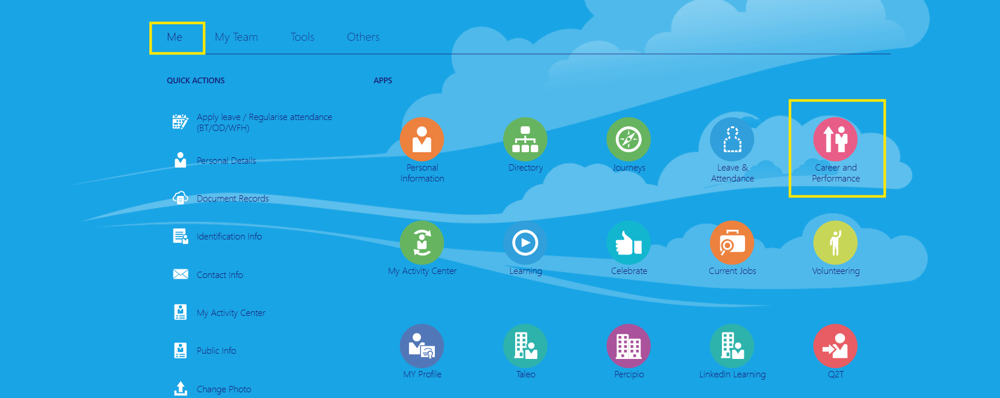 Me
My Team
Tools
Others
QUICK ACTIONS
Apply leave / Regularise attendance
(BT/OD/WFH)
Personal Details
Document Records
Identification Info
Contact Info
My Activity Center
Public Info
Change Photo
APPS
Personal
Information
Directory
Journeys
Leave &
Attendance
Career and
Performance
My Activity Center
Learning
Celebrate
Current Jobs
Volunteering
MY Profile
Taleo
Percipio
LinkedIn Learning
Q2T